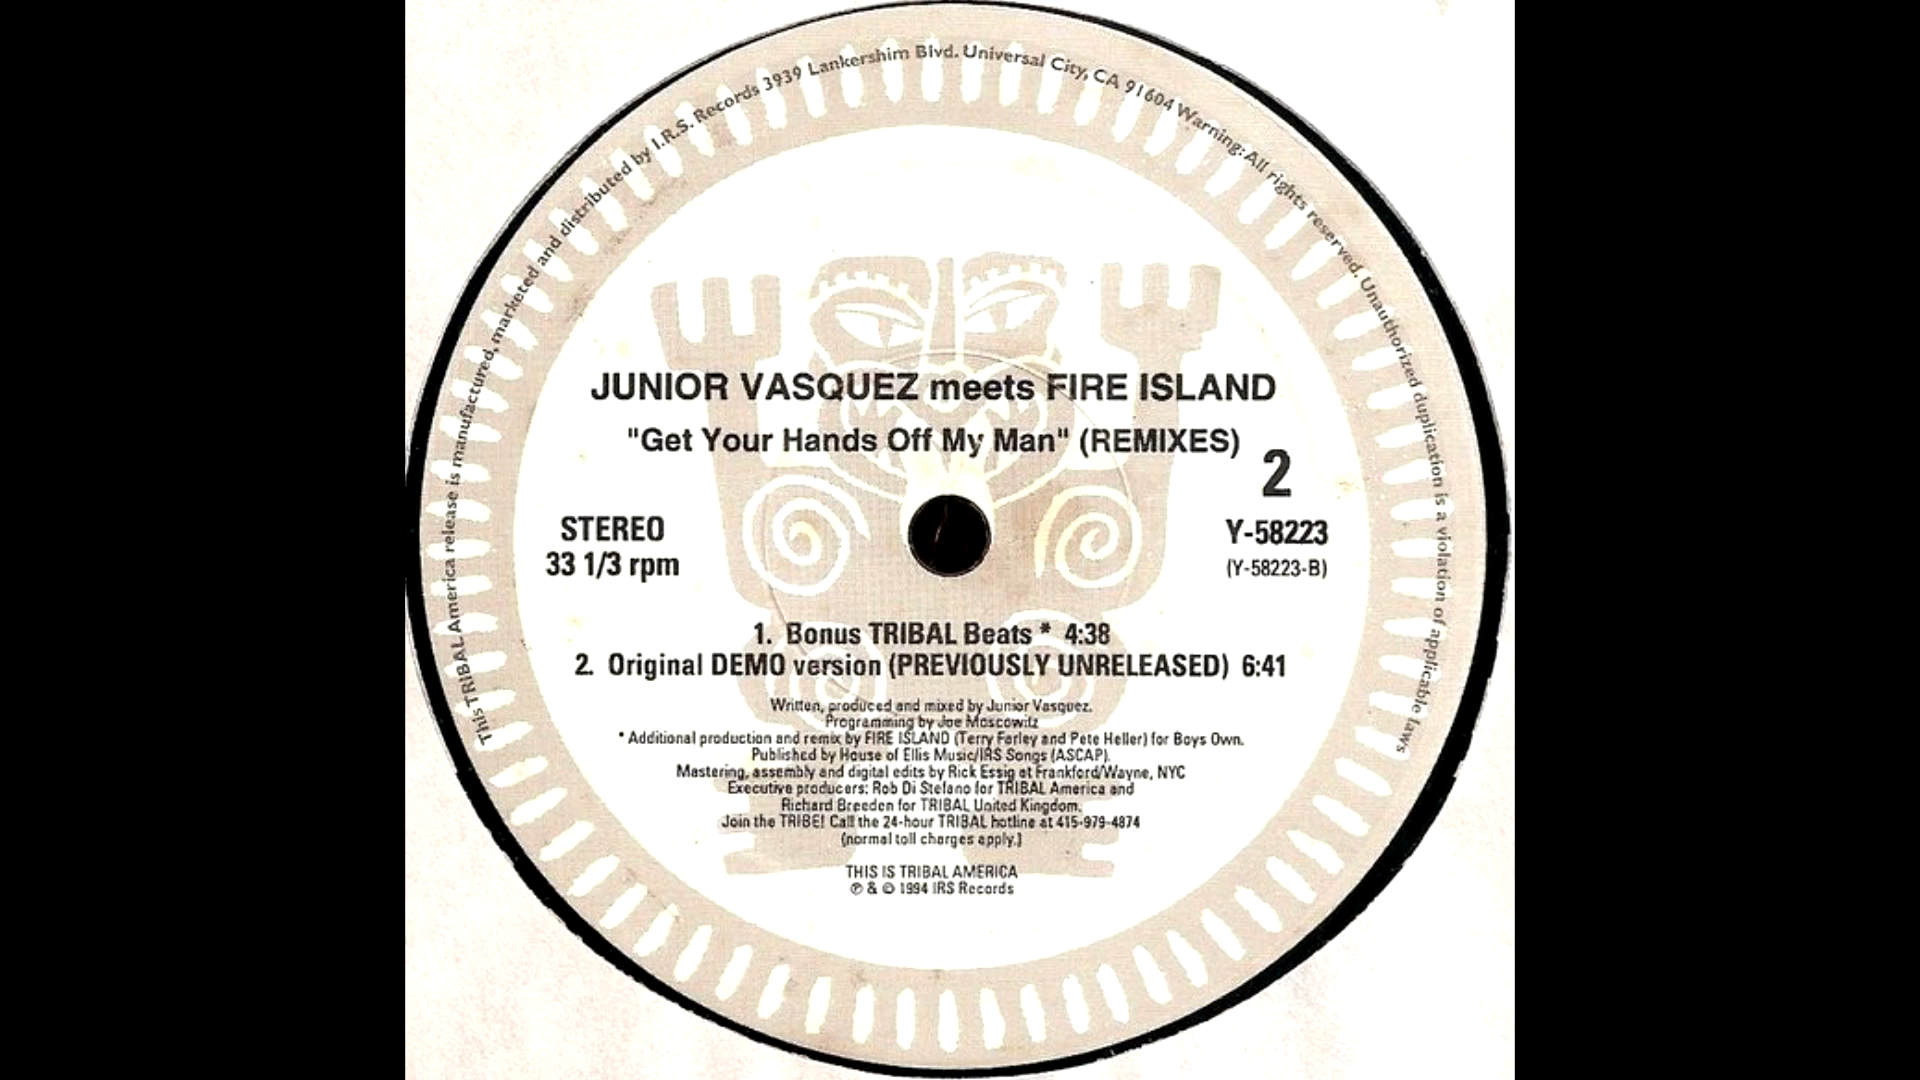 This TRIBAL America release is manufactured, marketed and distributed by I.R.S. Records 3939 Lankershim Blvd. Universal City, CA 91604 Warning: All rights reserved. Unauthorized duplication is a violation of applicable laws
JUNIOR VASQUEZ meets FIRE ISLAND
"Get Your Hands Off My Man" (REMIXES)
2
STEREO
33 1/3 rpm
Y-58223
(Y-58223-B)
1. Bonus TRIBAL Beats * 4:38
2. Original DEMO version (PREVIOUSLY UNRELEASED) 6:41
Written, produced and mixed by Junior Vasquez.
Programming by Joe Moscowitz
* Additional production and remix by FIRE ISLAND (Terry Farley and Pete Heller) for Boys Own.
Published by House of Ellis Music/IRS Songs (ASCAP).
Mastering, assembly and digital edits by Rick Essig at Frankford/Wayne, NYC
Executive producers: Rob Di Stefano for TRIBAL America and
Richard Breeden for TRIBAL United Kingdom.
Join the TRIBE! Call the 24-hour TRIBAL hotline at 415-979-4874
(normal toll charges apply.)
THIS IS TRIBAL AMERICA
℗ & © 1994 IRS Records